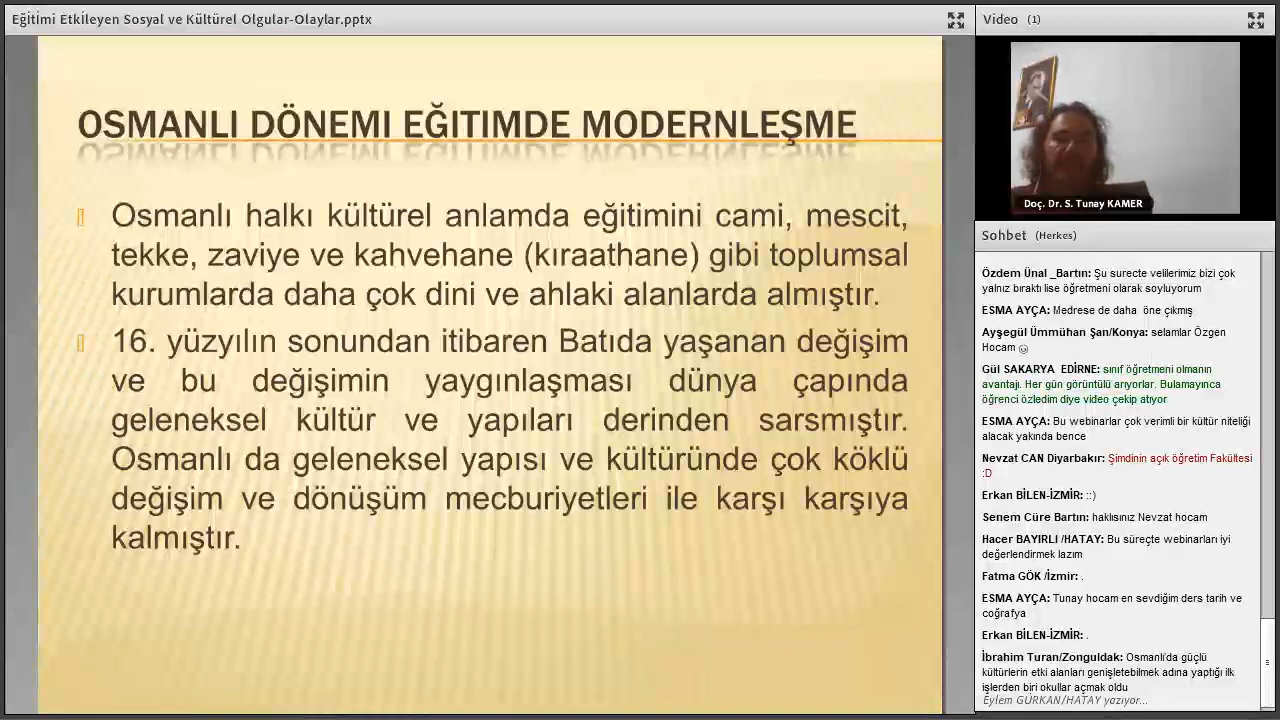 Eğitimi Etkileyen Sosyal ve Kültürel Olgular-Olaylar.pptx
OSMANLI DÖNEMI EĞITIMDE MODERNLEŞME
Osmanlı halkı kültürel anlamda eğitimini cami, mescit,
tekke, zaviye ve kahvehane (kıraathane) gibi toplumsal
kurumlarda daha çok dini ve ahlaki alanlarda almıştır.
16. yüzyılın sonundan itibaren Batıda yaşanan değişim
ve bu değişimin yaygınlaşması dünya çapında
geleneksel kültür ve yapıları derinden sarsmıştır.
Osmanlı da geleneksel yapısı ve kültüründe çok köklü
değişim ve dönüşüm mecburiyetleri ile karşı karşıya
kalmıştır.
Video (1)
Doç. Dr. S. Tunay KAMER
Sohbet (Herkes)
Özdem Ünal _Bartın: Şu surecte velilerimiz bizi çok
yalnız bıraktı lise öğretmeni olarak soyluyorum
ESMA AYÇA: Medrese de daha öne çıkmış
Ayşegül Ümmühan Şan/Konya: selamlar Özgen
Hocam
Gül SAKARYA EDİRNE: sınıf öğretmeni olmanın
avantajı. Her gün görüntülü arıyorlar. Bulamayınca
öğrenci özledim diye video çekip atıyor
ESMA AYÇA: Bu webinarlar çok verimli bir kültür niteliği
alacak yakında bence
Nevzat CAN Diyarbakır: Şimdinin açık öğretim Fakültesi
:D
Erkan BİLEN-İZMİR: ::)
Senem Cüre Bartın: haklısınız Nevzat hocam
Hacer BAYIRLI /HATAY: Bu süreçte webinarları iyi
değerlendirmek lazım
Fatma GÖK /İzmir: .
ESMA AYÇA: Tunay hocam en sevdiğim ders tarih ve
coğrafya
Erkan BİLEN-İZMİR: .
İbrahim Turan/Zonguldak: Osmanlı'da güçlü
kültürlerin etki alanları genişletebilmek adına yaptığı ilk
işlerden biri okullar açmak oldu
Eylem GÜRKAN/HATAY yazıyor...